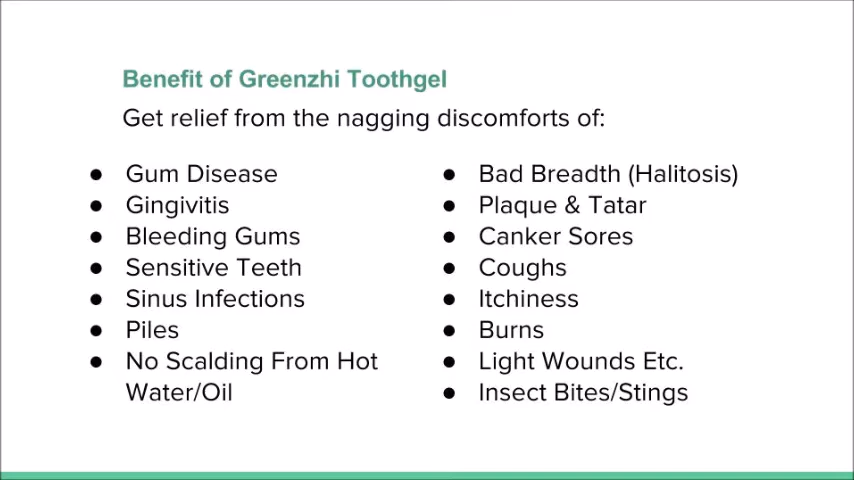 Benefit of Greenzhi Toothgel
Get relief from the nagging discomforts of:
● Gum Disease
● Gingivitis
● Bleeding Gums
● Sensitive Teeth
● Sinus Infections
● Piles
● No Scalding From Hot
Water/Oil
● Bad Breadth (Halitosis)
● Plaque & Tatar
● Canker Sores
● Coughs
● Itchiness
● Burns
● Light Wounds Etc.
● Insect Bites/Stings